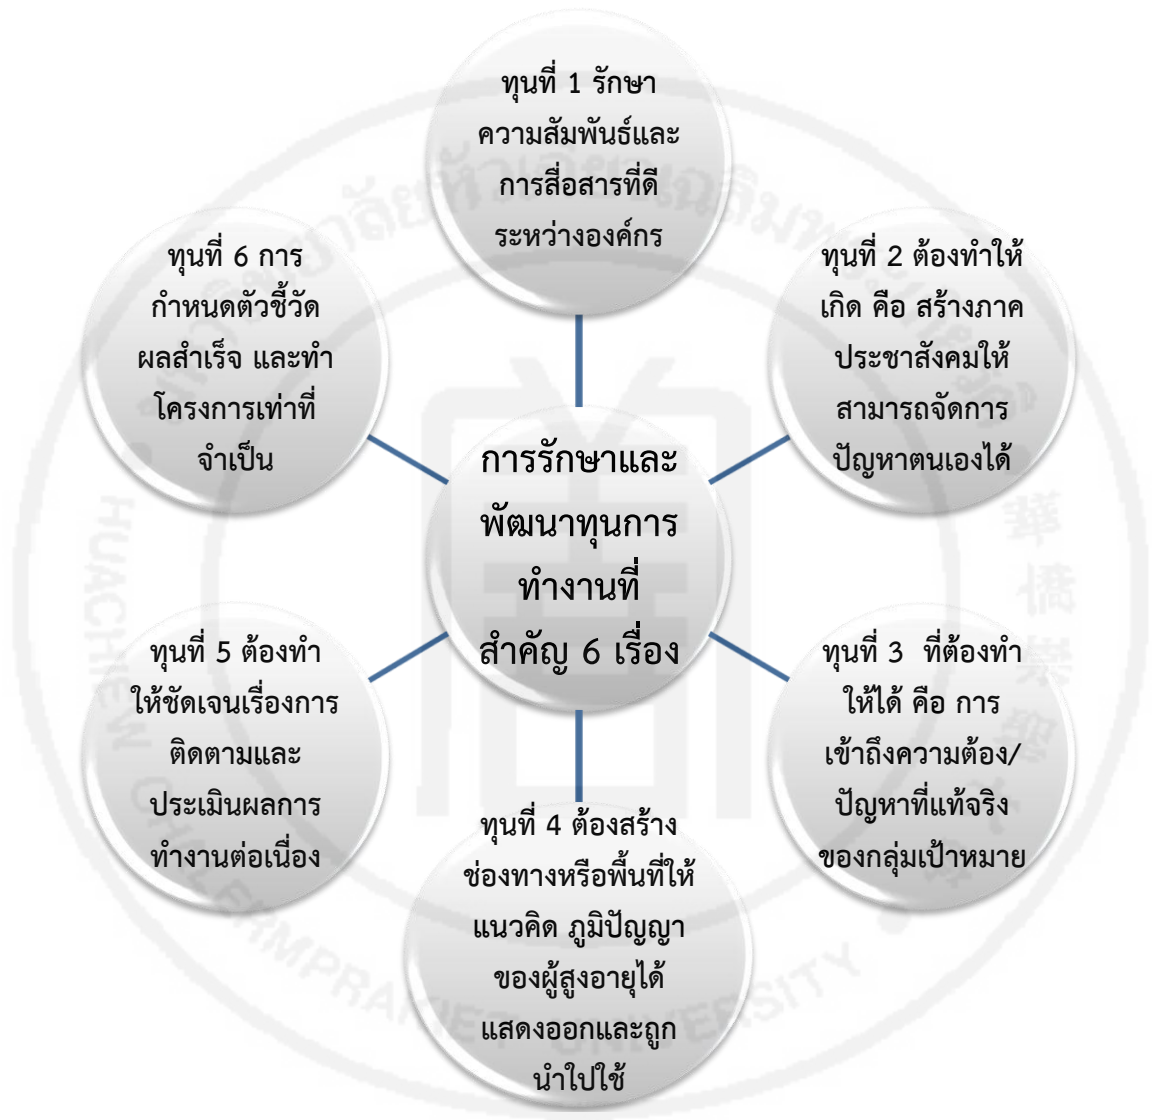 ทุนที่ 1 รักษา
ความสัมพันธ์และ
การสื่อสารที่ดี
ระหว่างองค์กร
ทุนที่ 2 ต้องทำให้
เกิด คือ สร้างภาค
ประชาสังคมให้
สามารถจัดการ
ปัญหาตนเองได้
ทุนที่ 3 ที่ต้องทำ
ให้ได้ คือ การ
เข้าถึงความต้อง/
ปัญหาที่แท้จริง
ของกลุ่มเป้าหมาย
ทุนที่ 4 ต้องสร้าง
ช่องทางหรือพื้นที่ให้
แนวคิด ภูมิปัญญา
ของผู้สูงอายุได้
แสดงออกและถูก
นำไปใช้
ทุนที่ 5 ต้องทำ
ให้ชัดเจนเรื่องการ
ติดตามและ
ประเมินผลการ
ทำงานต่อเนื่อง
ทุนที่ 6 การ
กำหนดตัวชี้วัด
ผลสำเร็จ และทำ
โครงการเท่าที่
จำเป็น
การรักษาและ
พัฒนาทุนการ
ทำงานที่
สำคัญ 6 เรื่อง
HUACHIEW CHALERMPRAKIET UNIVERSITY